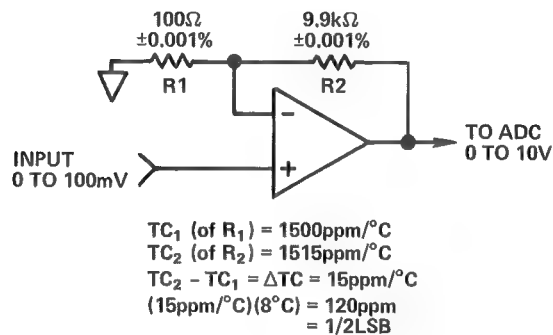 100Ω
±0.001%
R1
9.9kΩ
±0.001%
R2
−
+
INPUT
0 TO 100mV
TO ADC
0 TO 10V
TC₁ (of R₁) = 1500ppm/°C
TC₂ (of R₂) = 1515ppm/°C
TC₂ − TC₁ = ΔTC = 15ppm/°C
(15ppm/°C)(8°C) = 120ppm
= 1/2LSB